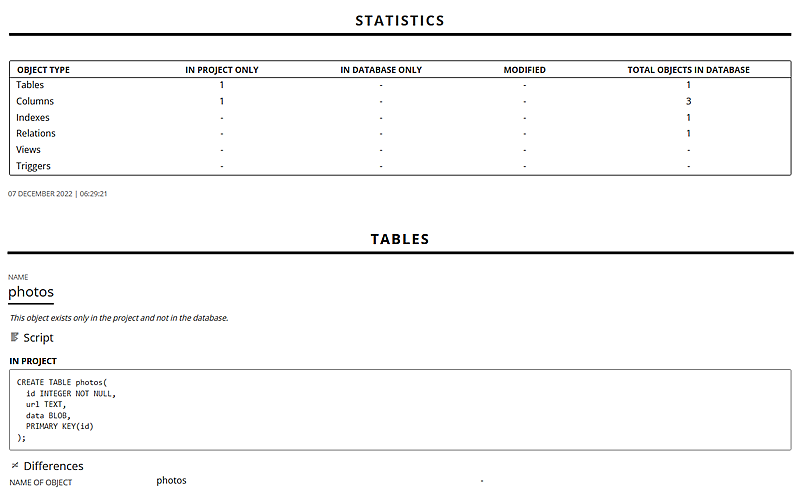 STATISTICS
OBJECT TYPE IN PROJECT ONLY IN DATABASE ONLY MODIFIED TOTAL OBJECTS IN DATABASE
Tables 1 - - 1
Columns 1 - - 3
Indexes - - - 1
Relations - - - 1
Views - - - -
Triggers - - - -
07 DECEMBER 2022 | 06:29:21
TABLES
NAME
photos
This object exists only in the project and not in the database.
Script
IN PROJECT
CREATE TABLE photos(
id INTEGER NOT NULL,
url TEXT,
data BLOB,
PRIMARY KEY(id)
);
≠ Differences
NAME OF OBJECT photos -